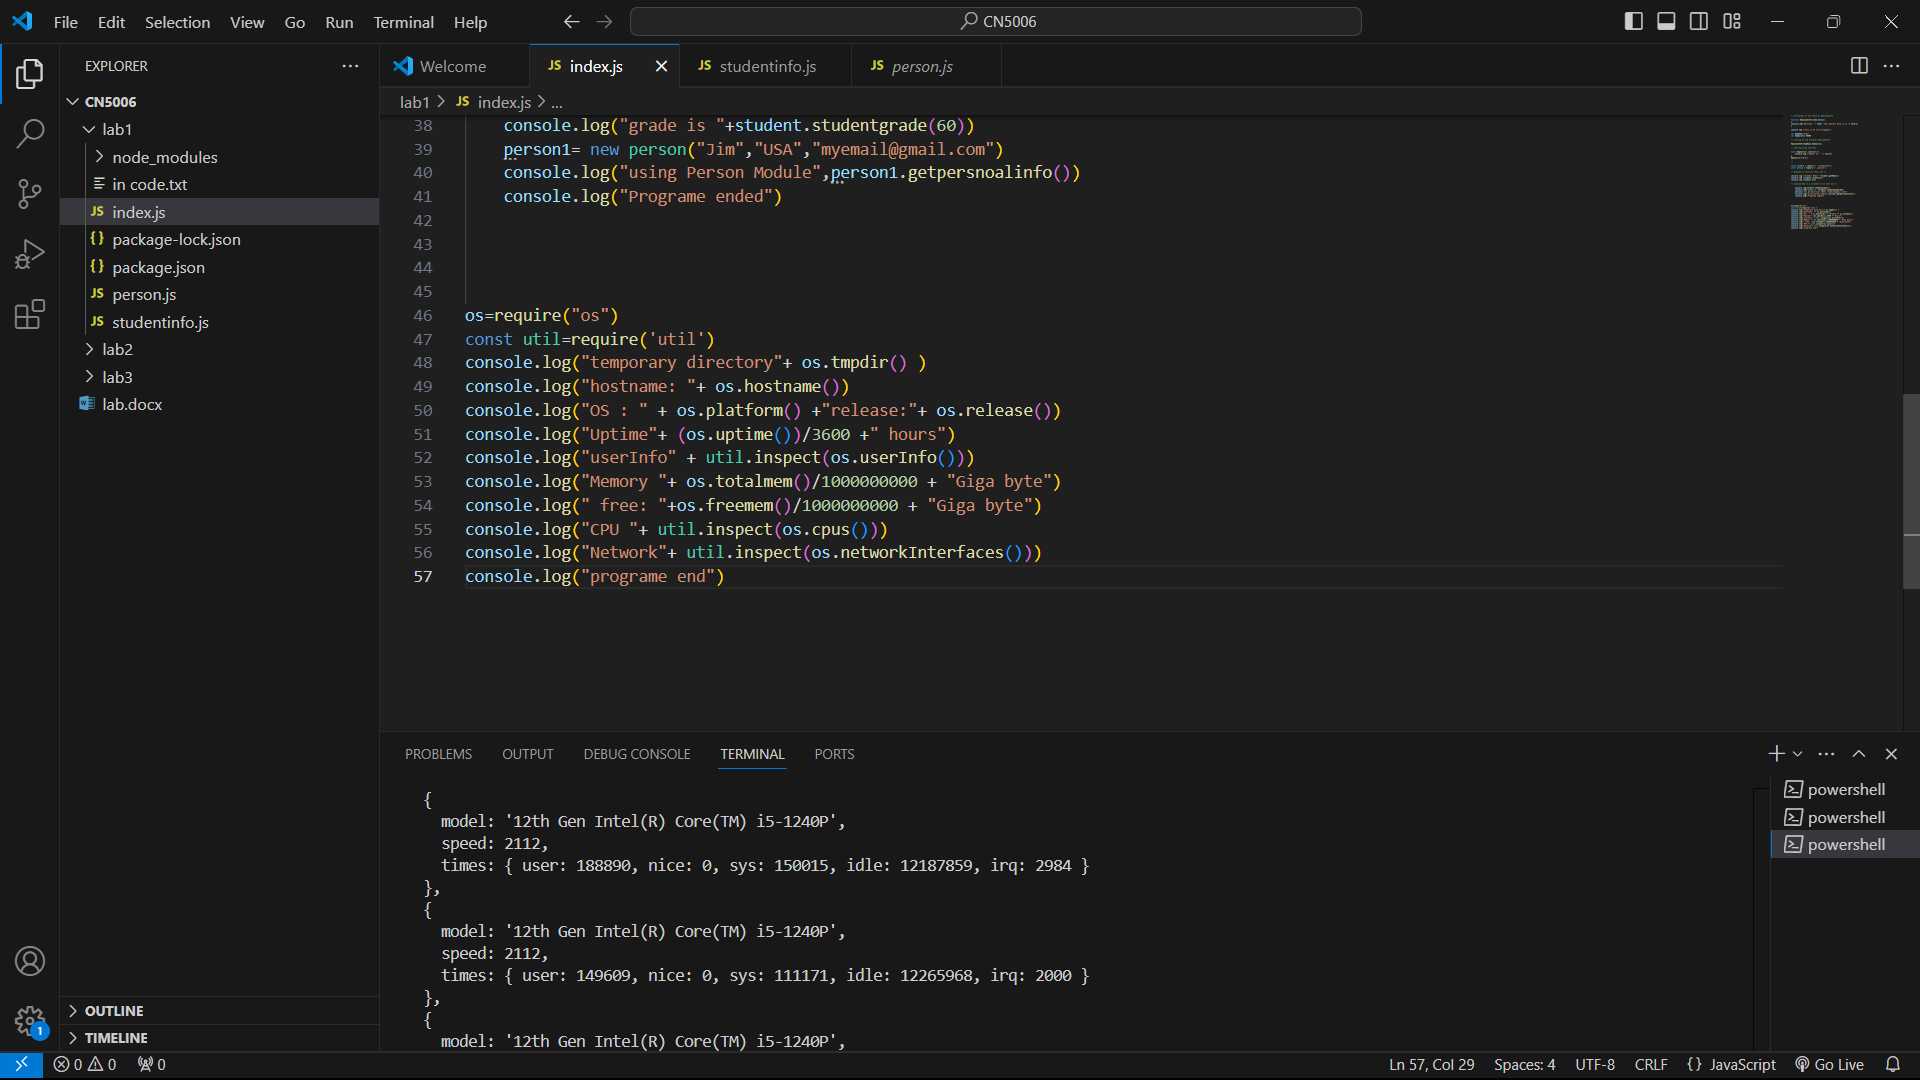 File Edit Selection View Go Run Terminal Help
CN5006
EXPLORER
CN5006
lab1
node_modules
in code.txt
index.js
package-lock.json
package.json
person.js
studentinfo.js
lab2
lab3
lab.docx
OUTLINE
TIMELINE
Welcome
JS index.js
JS studentinfo.js
JS person.js
lab1 > JS index.js > ...
38 console.log("grade is "+student.studentgrade(60))
39 person1= new person("Jim","USA","myemail@gmail.com")
40 console.log("using Person Module",person1.getpersnoalinfo())
41 console.log("Programe ended")
42
43
44
45
46 os=require("os")
47 const util=require('util')
48 console.log("temporary directory"+ os.tmpdir() )
49 console.log("hostname: "+ os.hostname())
50 console.log("OS : " + os.platform() +"release:"+ os.release())
51 console.log("Uptime"+ (os.uptime())/3600 +" hours")
52 console.log("userInfo" + util.inspect(os.userInfo()))
53 console.log("Memory "+ os.totalmem()/1000000000 + "Giga byte")
54 console.log(" free: "+os.freemem()/1000000000 + "Giga byte")
55 console.log("CPU "+ util.inspect(os.cpus()))
56 console.log("Network"+ util.inspect(os.networkInterfaces()))
57 console.log("programe end")
PROBLEMS OUTPUT DEBUG CONSOLE TERMINAL PORTS
{
model: '12th Gen Intel(R) Core(TM) i5-1240P',
speed: 2112,
times: { user: 188890, nice: 0, sys: 150015, idle: 12187859, irq: 2984 }
},
{
model: '12th Gen Intel(R) Core(TM) i5-1240P',
speed: 2112,
times: { user: 149609, nice: 0, sys: 111171, idle: 12265968, irq: 2000 }
},
{
model: '12th Gen Intel(R) Core(TM) i5-1240P',
powershell
powershell
powershell
1
0 0 0
Ln 57, Col 29 Spaces: 4 UTF-8 CRLF {} JavaScript Go Live